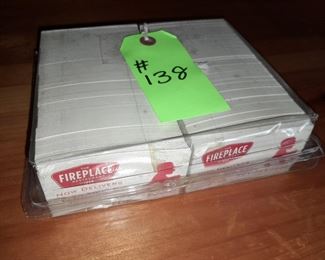 #
138
FIREPLACE
FIREPLACE
NOW DELIVERS